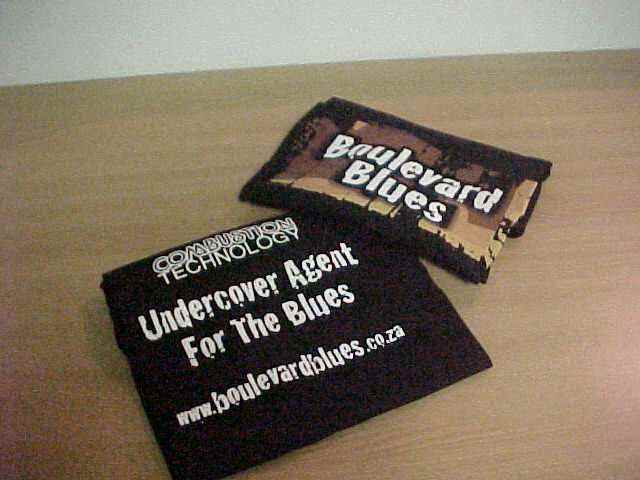 Boulevard
Blues
COMBUSTION
TECHNOLOGY
Undercover Agent
For The Blues
www.boulevardblues.co.za